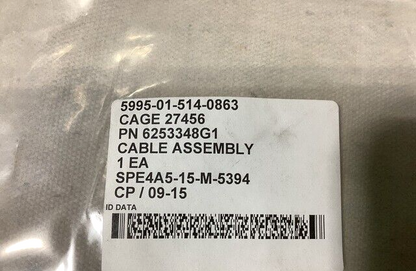 5995-01-514-0863
CAGE 27456
PN 6253348G1
CABLE ASSEMBLY
1 EA
SPE4A5-15-M-5394
CP / 09-15
ID DATA